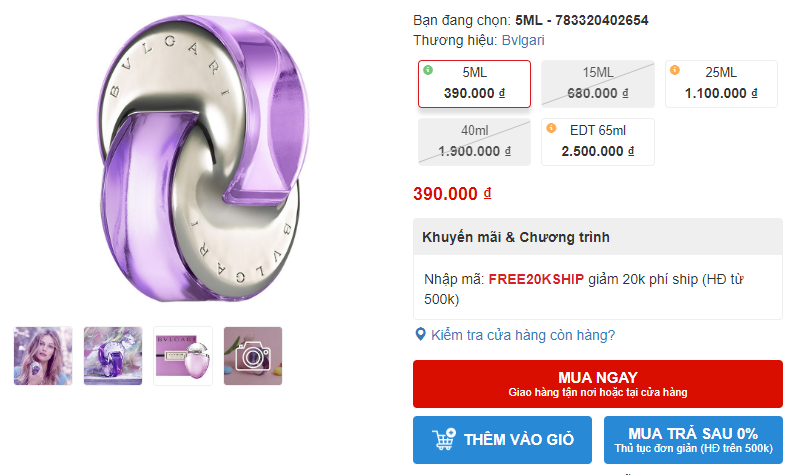 BVLGARI
BVLGARI
BVLGARI
Bạn đang chọn: 5ML - 783320402654
Thương hiệu: Bvlgari
5ML
390.000 ₫
15ML
680.000 ₫
25ML
1.100.000 ₫
40ml
1.900.000 ₫
EDT 65ml
2.500.000 ₫
390.000 ₫
Khuyến mãi & Chương trình
Nhập mã: FREE20KSHIP giảm 20k phí ship (HĐ từ
500k)
Kiểm tra cửa hàng còn hàng?
MUA NGAY
Giao hàng tận nơi hoặc tại cửa hàng
THÊM VÀO GIỎ
MUA TRẢ SAU 0%
Thủ tục đơn giản (HĐ trên 500k)